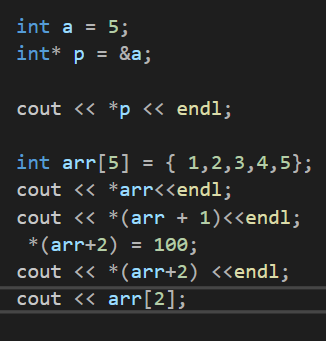 int a = 5;
int* p = &a;
cout << *p << endl;
int arr[5] = { 1,2,3,4,5};
cout << *arr<<endl;
cout << *(arr + 1)<<endl;
*(arr+2) = 100;
cout << *(arr+2) <<endl;
cout << arr[2];